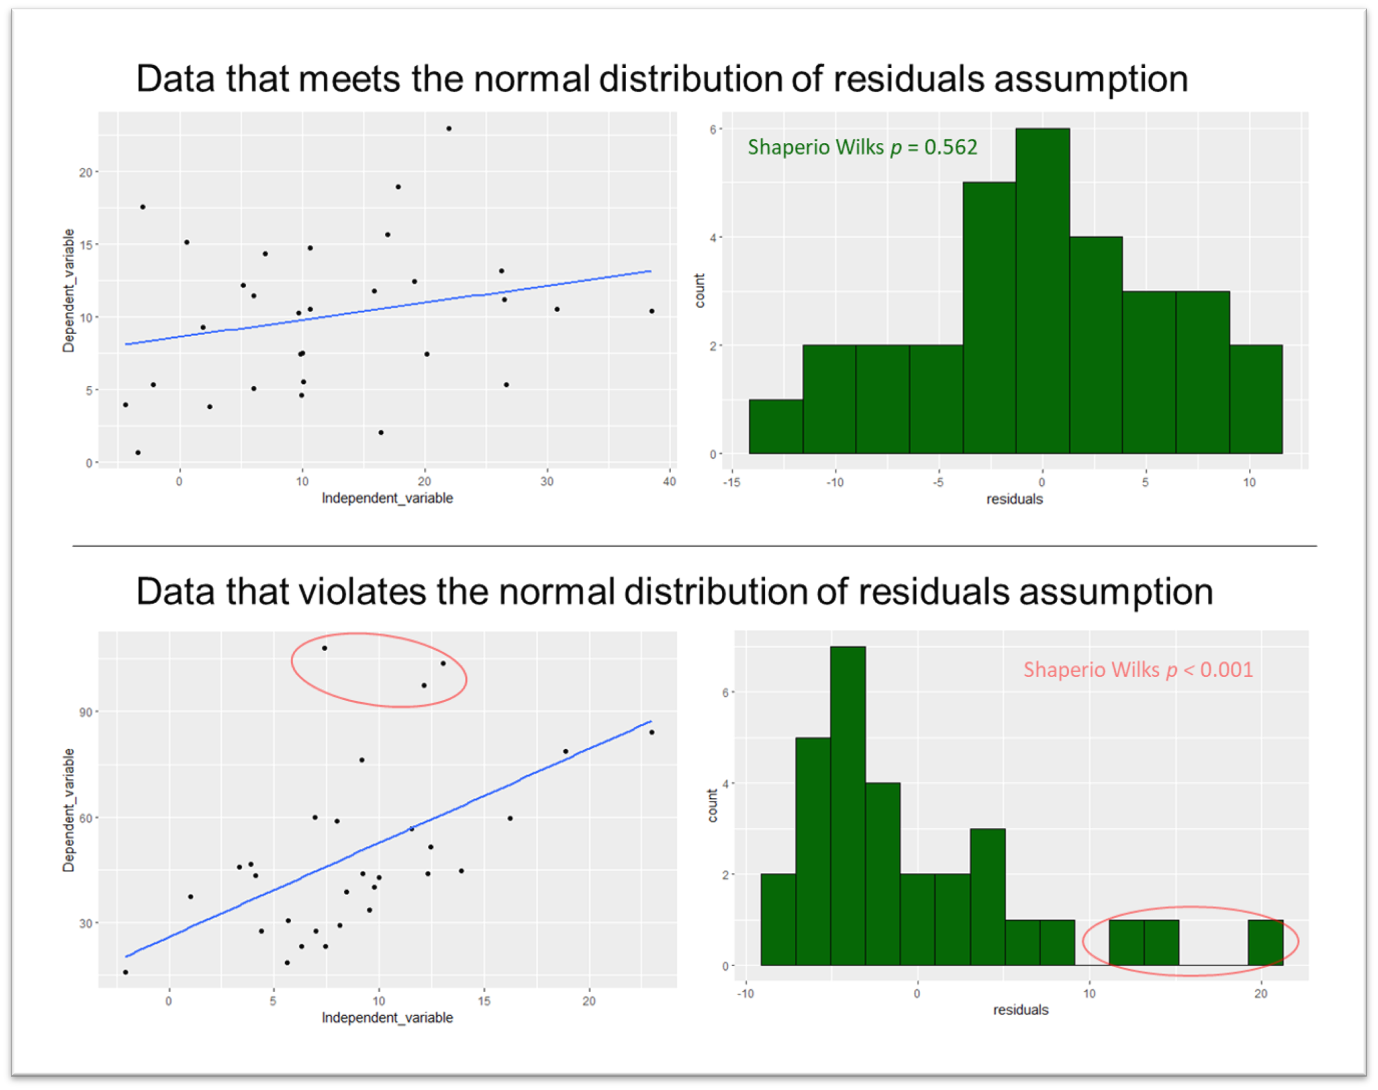 Data that meets the normal distribution of residuals assumption
20
15
10
5
0
Dependent_variable
0 10 20 30 40
Independent_variable
Shaperio Wilks p = 0.562
6
4
2
0
count
-15 -10 -5 0 5 10
residuals
Data that violates the normal distribution of residuals assumption
90
60
30
Dependent_variable
0 5 10 15 20
Independent_variable
Shaperio Wilks p < 0.001
6
4
2
0
count
-10 0 10 20
residuals